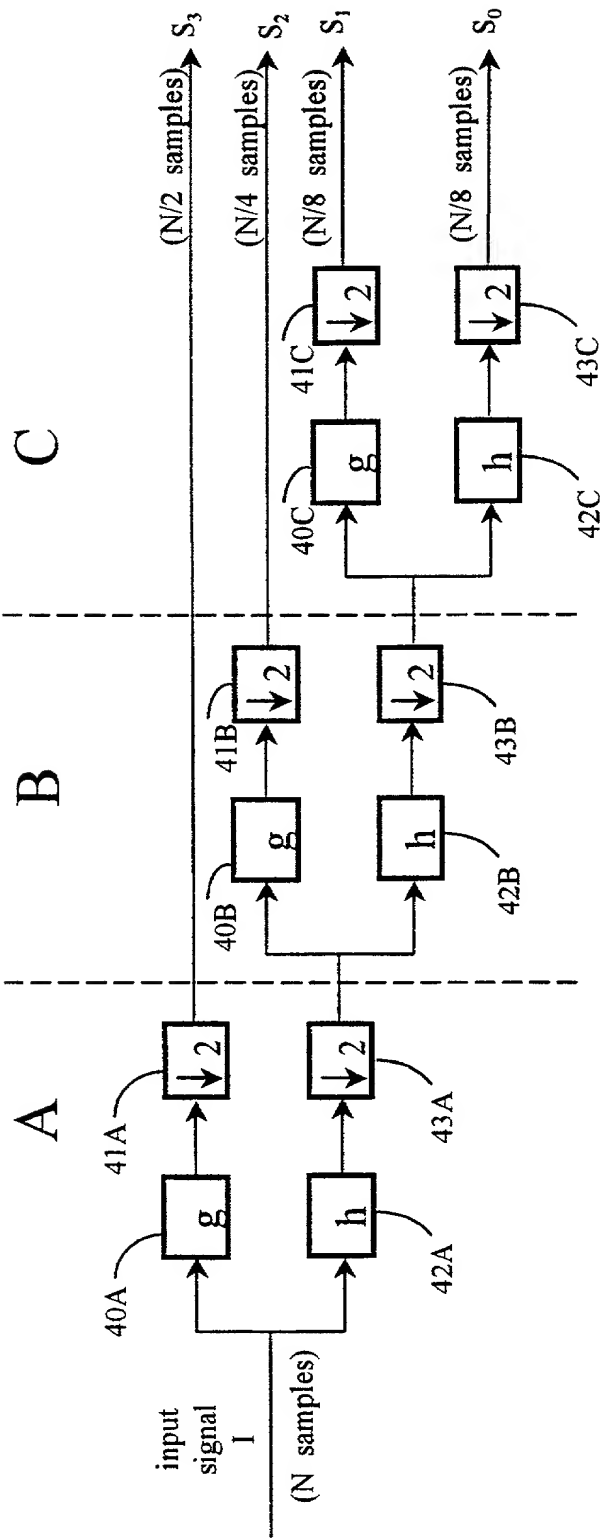 A
B
C
input
signal
I
(N samples)
40A
g
41A
↓2
42A
h
43A
↓2
40B
g
41B
↓2
42B
h
43B
↓2
40C
g
41C
↓2
42C
h
43C
↓2
(N/2 samples)
S3
(N/4 samples)
S2
(N/8 samples)
S1
(N/8 samples)
S0